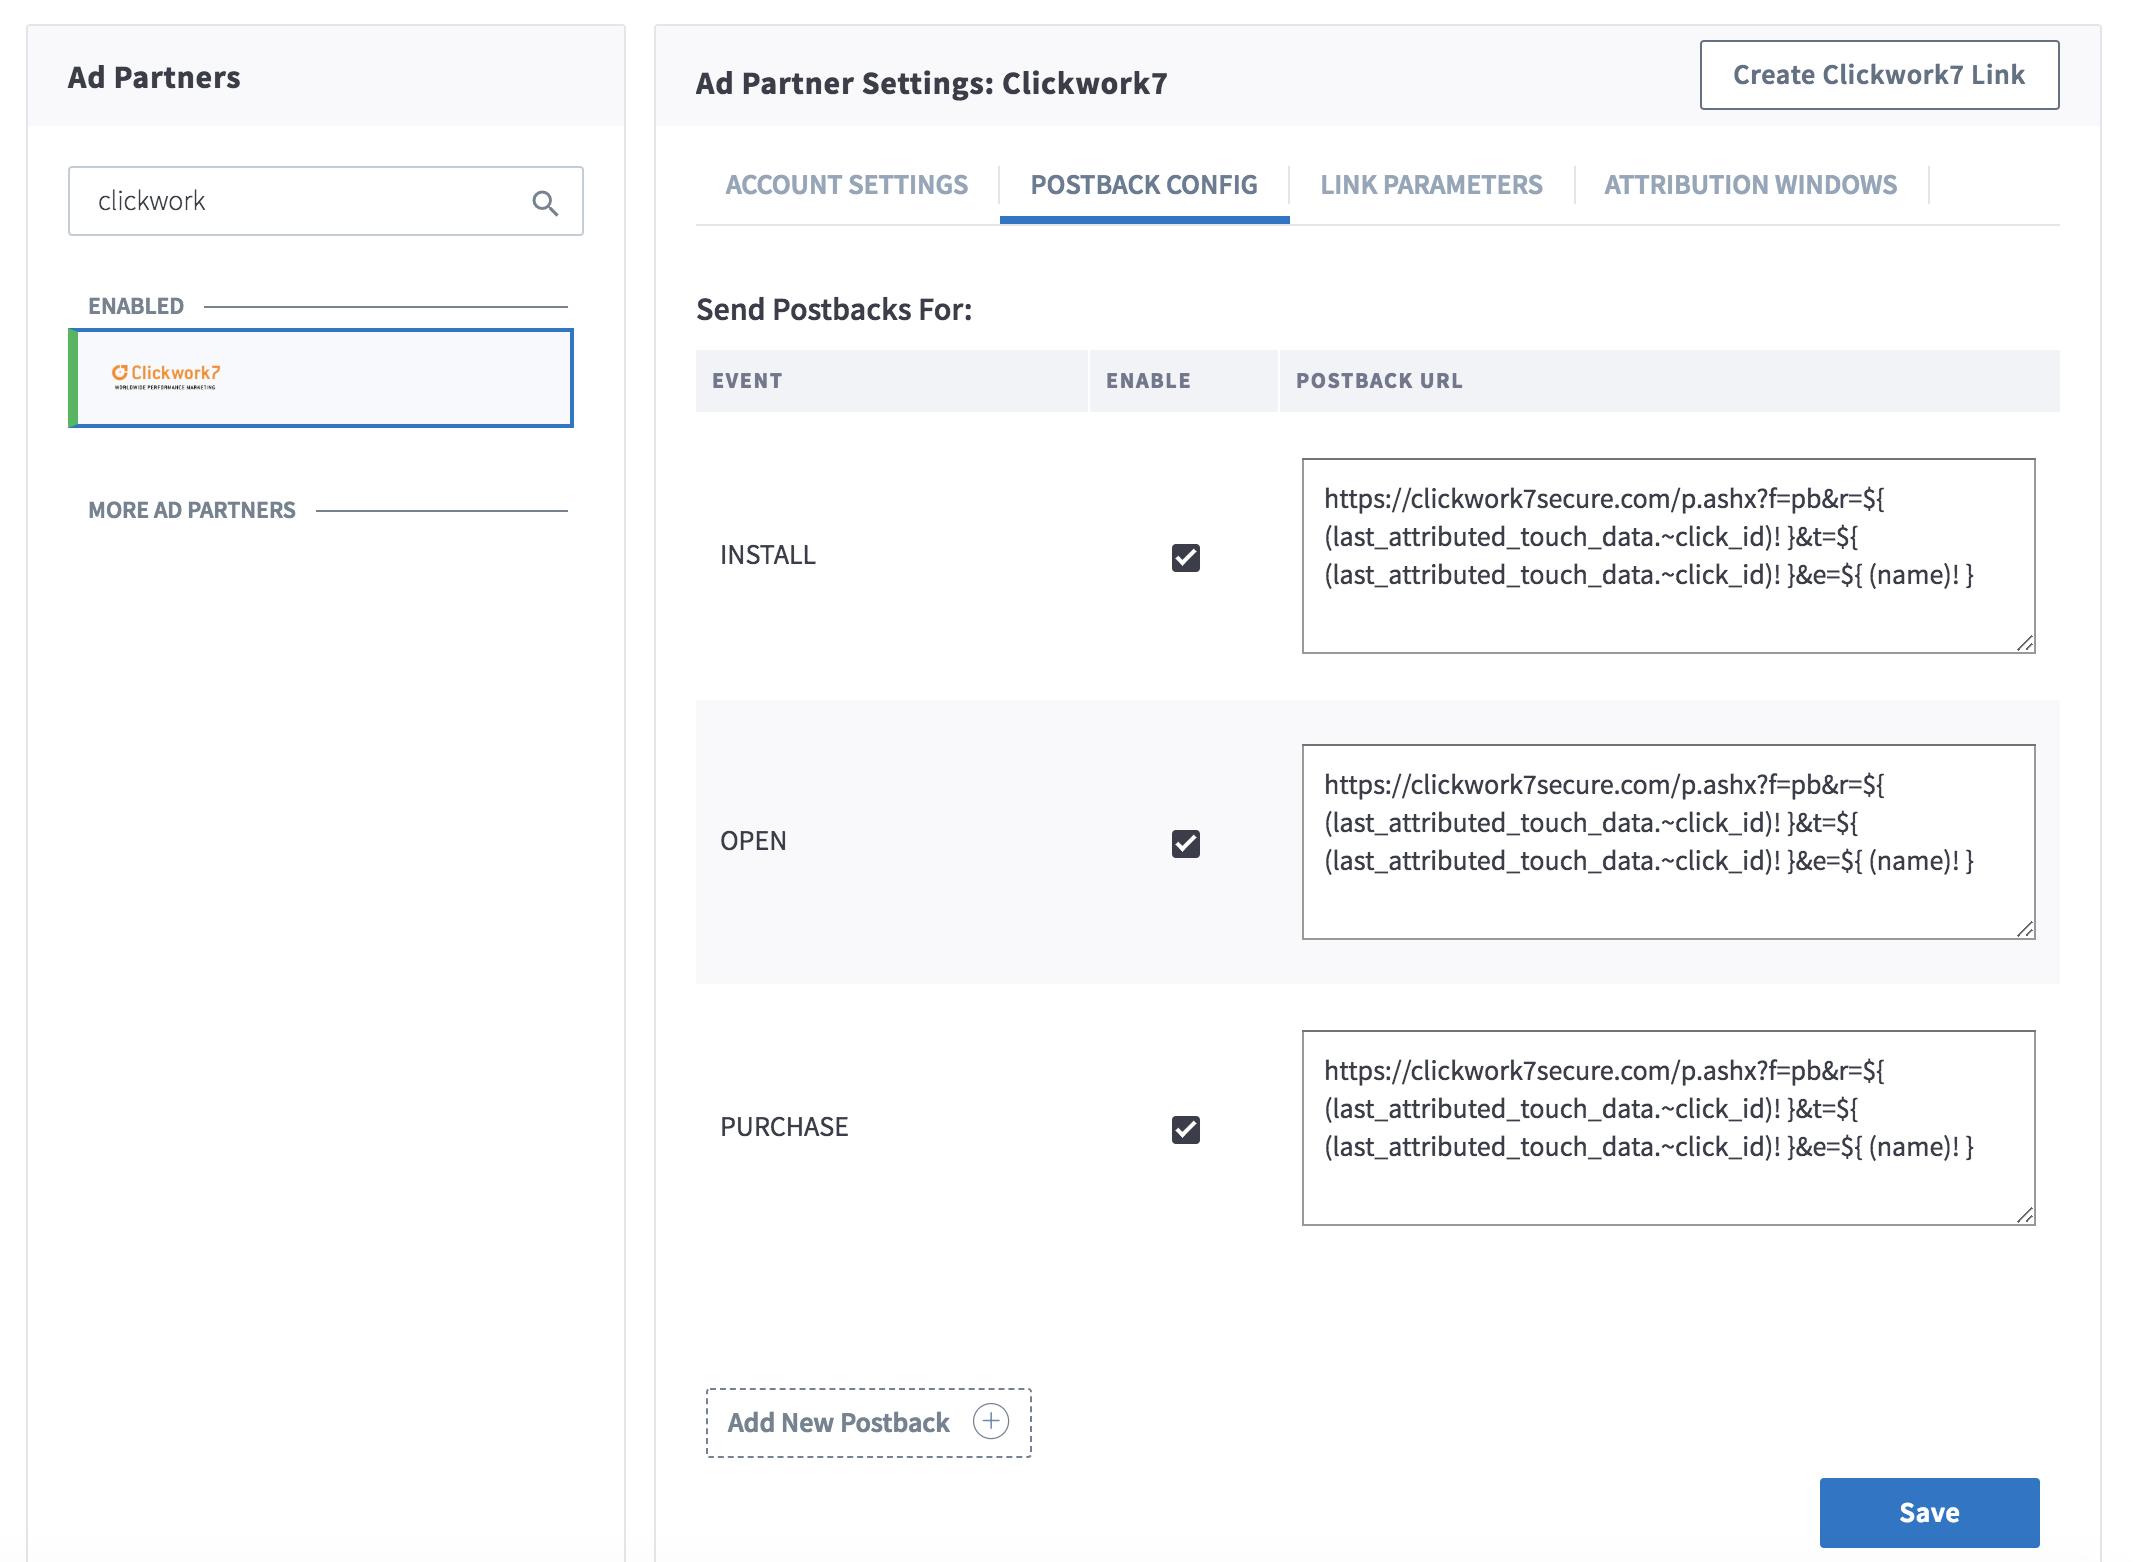 Ad Partners
clickwork
ENABLED
Clickwork7
WORLDWIDE PERFORMANCE MARKETING
MORE AD PARTNERS
Ad Partner Settings: Clickwork7
Create Clickwork7 Link
ACCOUNT SETTINGS
POSTBACK CONFIG
LINK PARAMETERS
ATTRIBUTION WINDOWS
Send Postbacks For:
EVENT
ENABLE
POSTBACK URL
INSTALL
https://clickwork7secure.com/p.ashx?f=pb&r=${
(last_attributed_touch_data.~click_id)! }&t=${
(last_attributed_touch_data.~click_id)! }&e=${ (name)! }
OPEN
https://clickwork7secure.com/p.ashx?f=pb&r=${
(last_attributed_touch_data.~click_id)! }&t=${
(last_attributed_touch_data.~click_id)! }&e=${ (name)! }
PURCHASE
https://clickwork7secure.com/p.ashx?f=pb&r=${
(last_attributed_touch_data.~click_id)! }&t=${
(last_attributed_touch_data.~click_id)! }&e=${ (name)! }
Add New Postback
Save